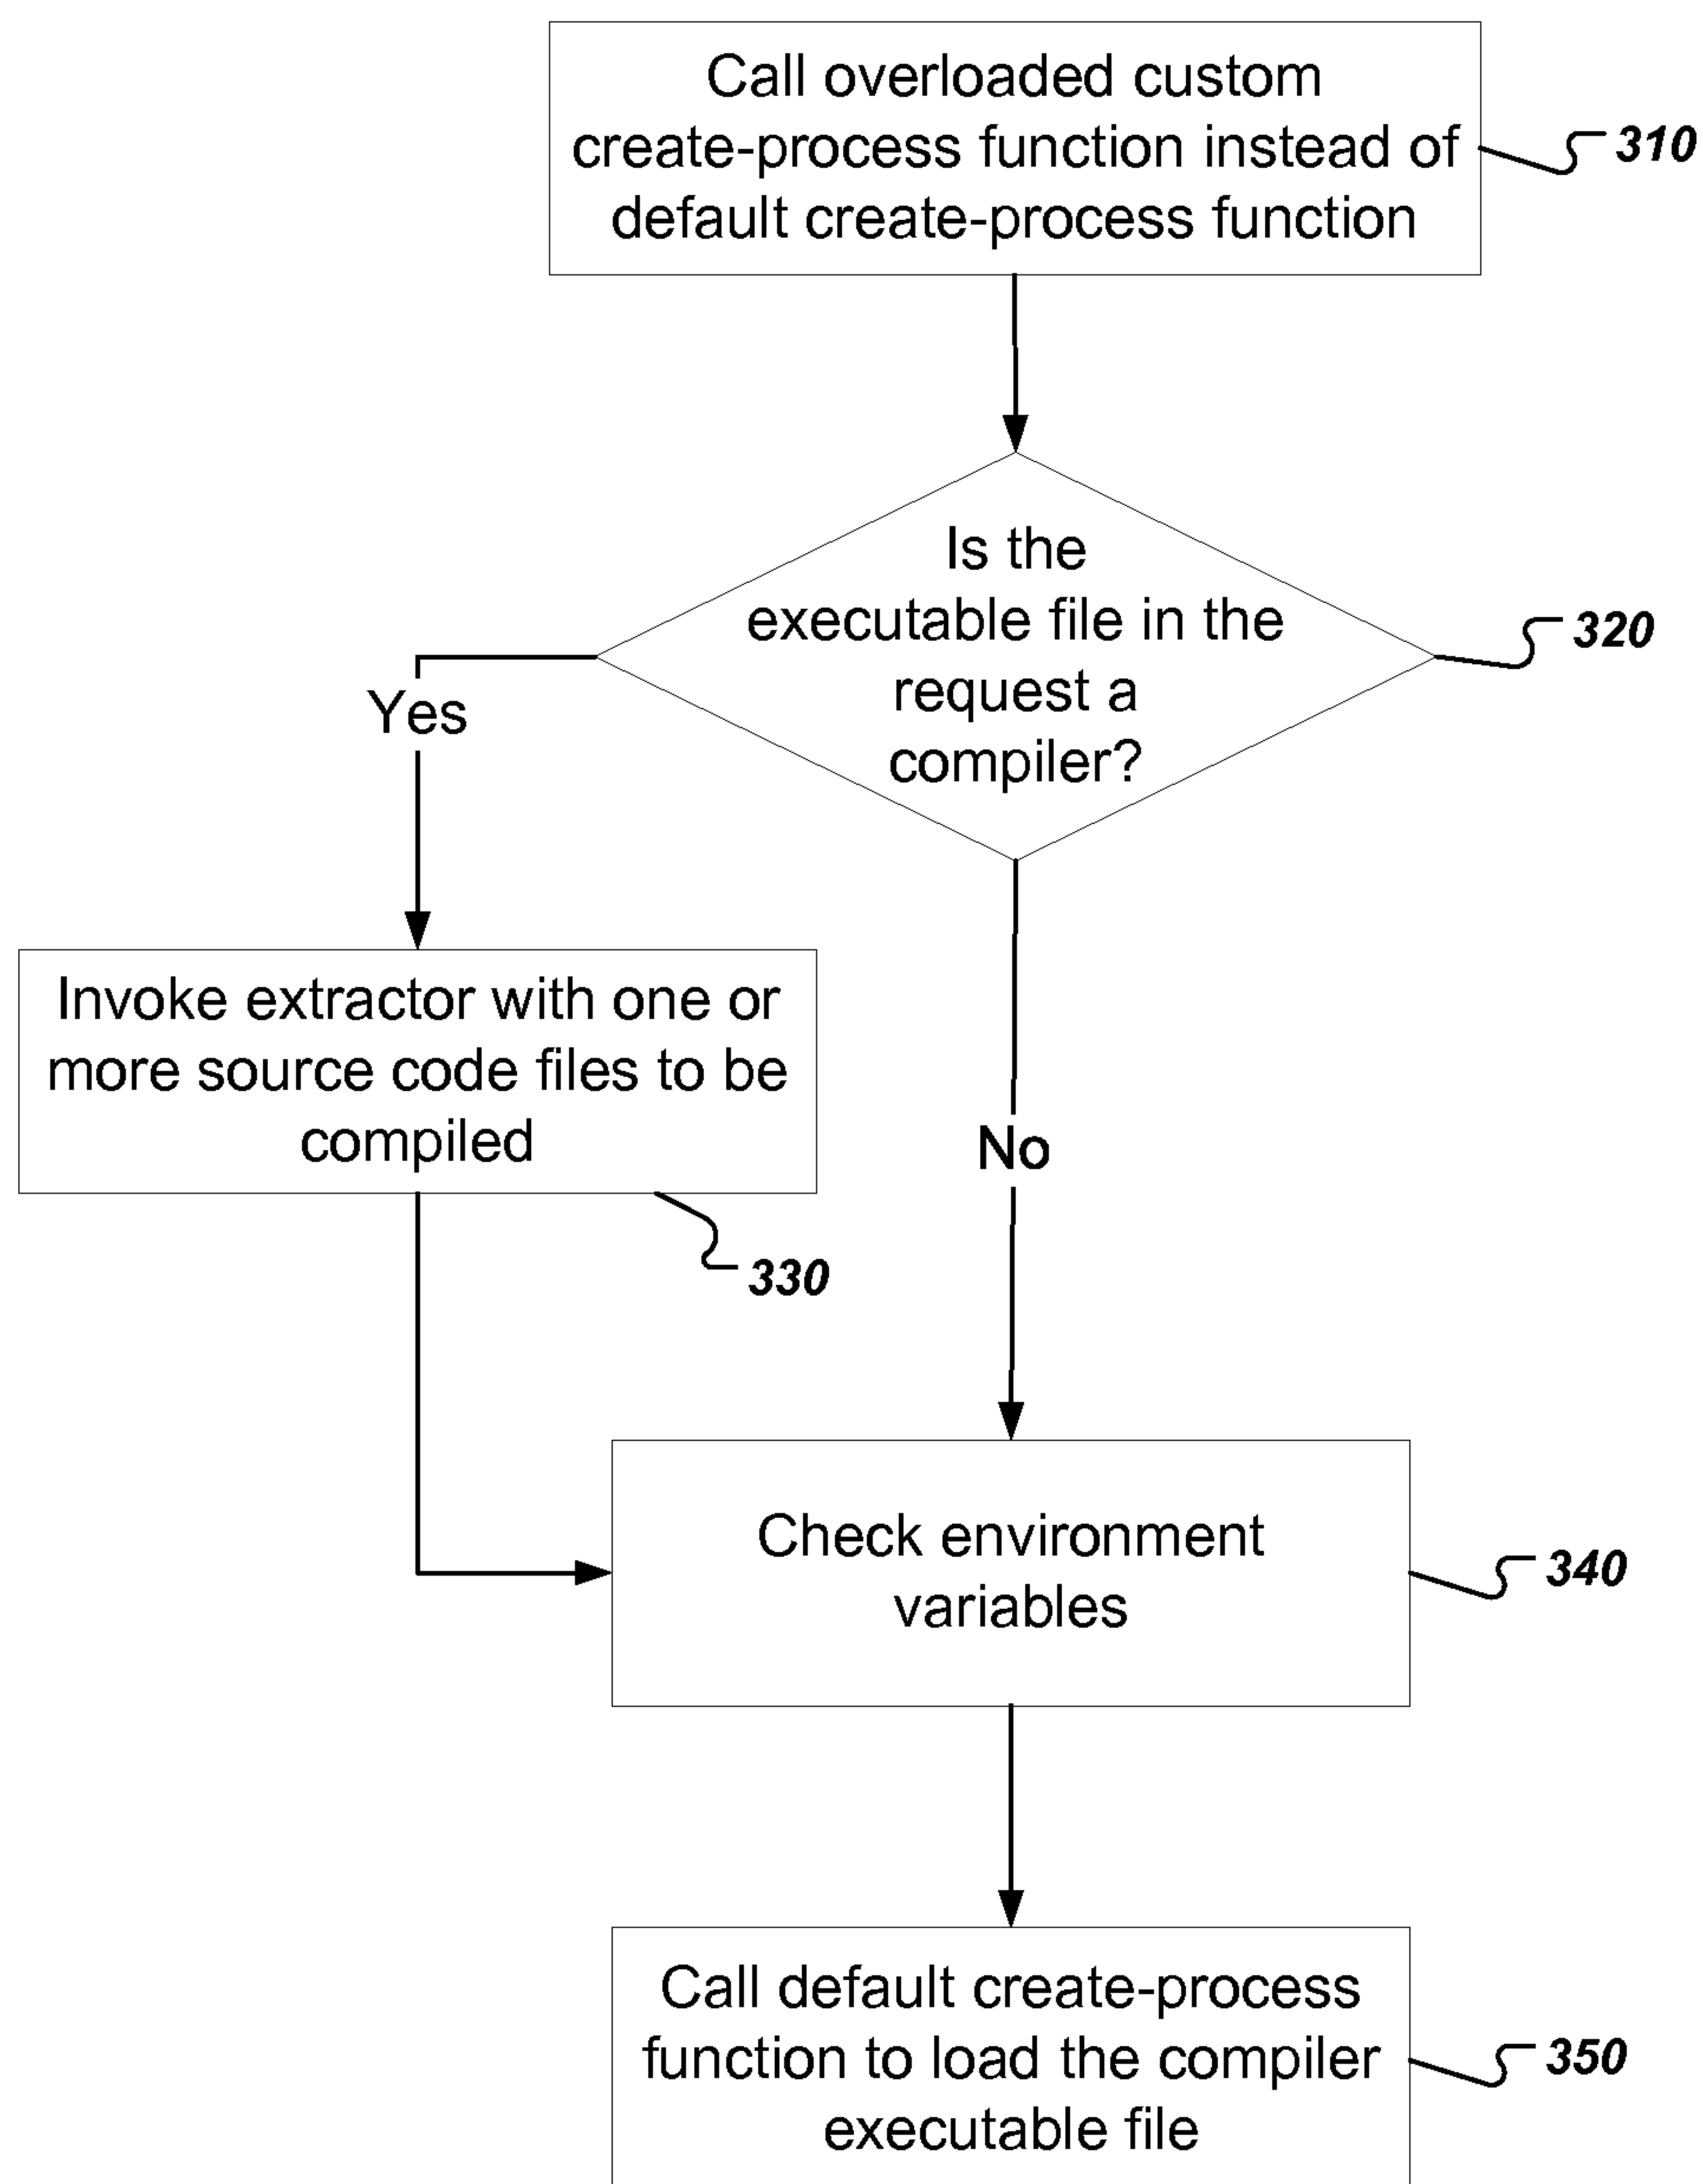 Call overloaded custom
create-process function instead of
default create-process function
310
Is the
executable file in the
request a
compiler?
320
Yes
Invoke extractor with one or
more source code files to be
compiled
330
No
Check environment
variables
340
Call default create-process
function to load the compiler
executable file
350